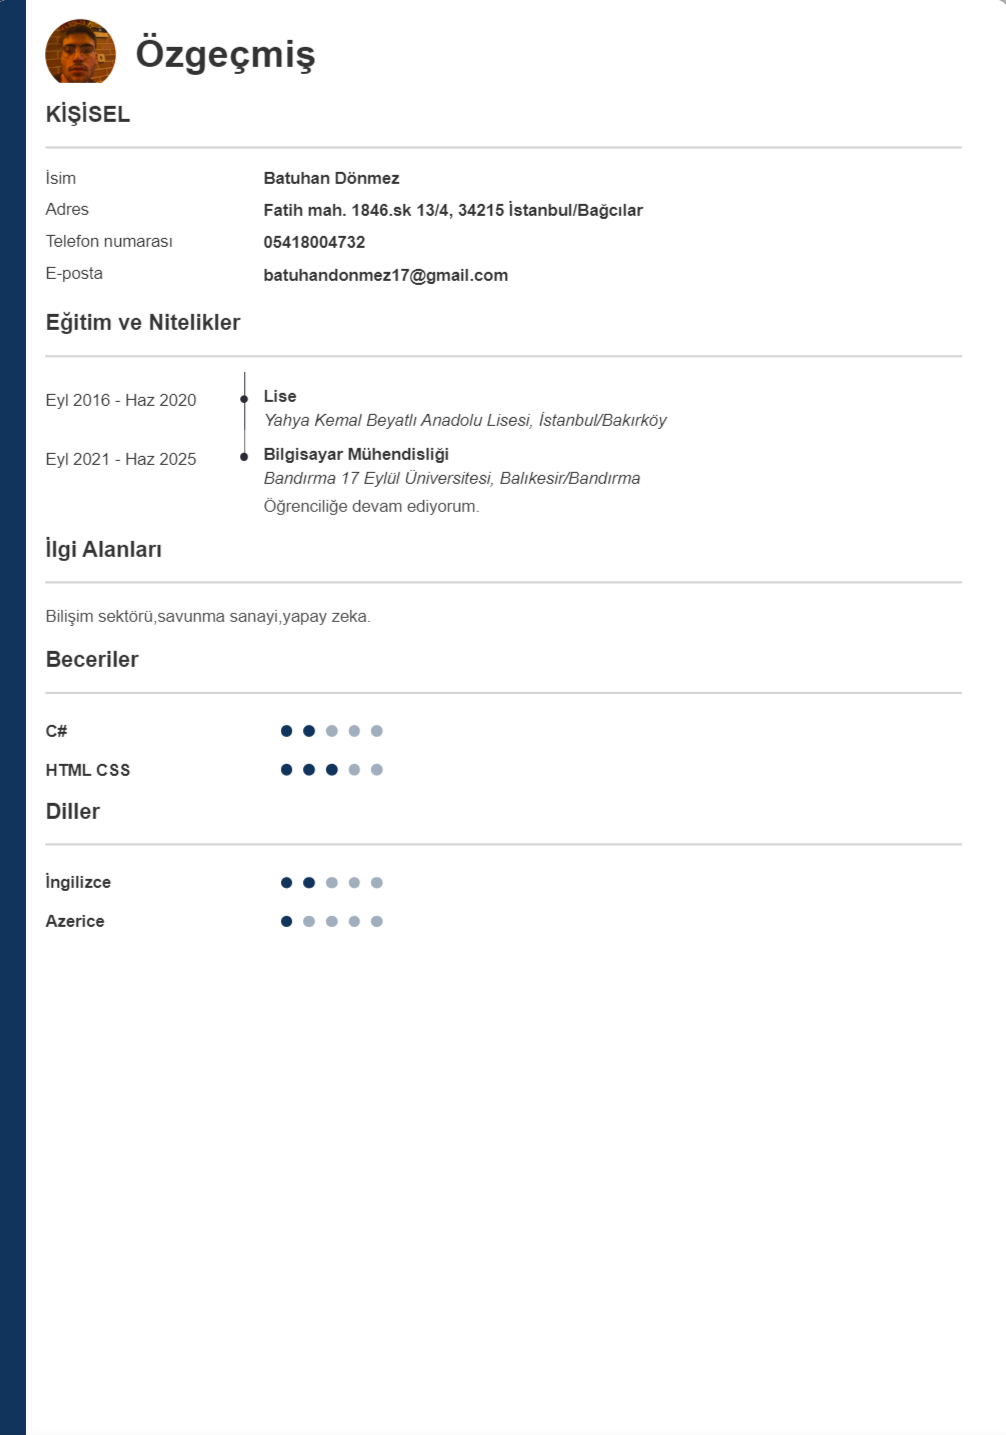 Özgeçmiş
KİŞİSEL
İsim Batuhan Dönmez
Adres Fatih mah. 1846.sk 13/4, 34215 İstanbul/Bağcılar
Telefon numarası 05418004732
E-posta batuhandonmez17@gmail.com
Eğitim ve Nitelikler
Eyl 2016 - Haz 2020 Lise
Yahya Kemal Beyatlı Anadolu Lisesi, İstanbul/Bakırköy
Eyl 2021 - Haz 2025 Bilgisayar Mühendisliği
Bandırma 17 Eylül Üniversitesi, Balıkesir/Bandırma
Öğrenciliğe devam ediyorum.
İlgi Alanları
Bilişim sektörü,savunma sanayi,yapay zeka.
Beceriler
C#
HTML CSS
Diller
İngilizce
Azerice